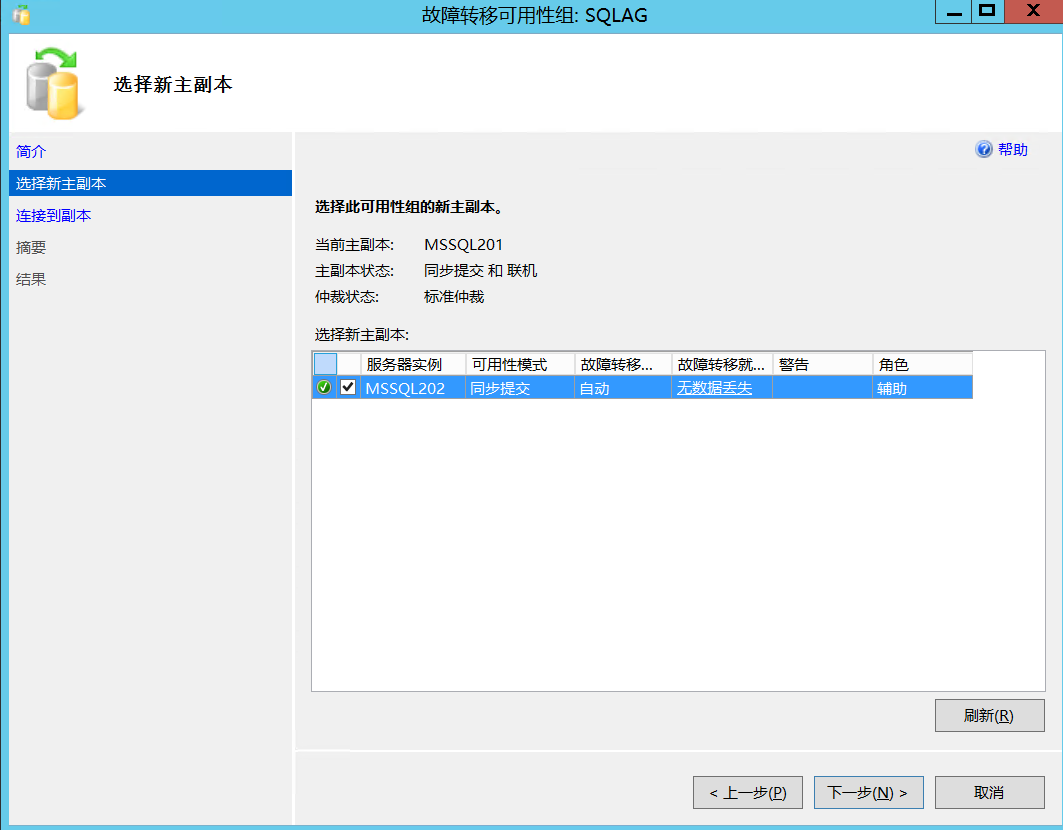 故障转移可用性组: SQLAG
选择新主副本
简介
选择新主副本
连接到副本
摘要
结果
帮助
选择此可用性组的新主副本。
当前主副本: MSSQL201
主副本状态: 同步提交 和 联机
仲裁状态: 标准仲裁
选择新主副本:
服务器实例 可用性模式 故障转移... 故障转移就... 警告 角色
MSSQL202 同步提交 自动 无数据丢失 辅助
刷新(R)
< 上一步(P) 下一步(N) > 取消